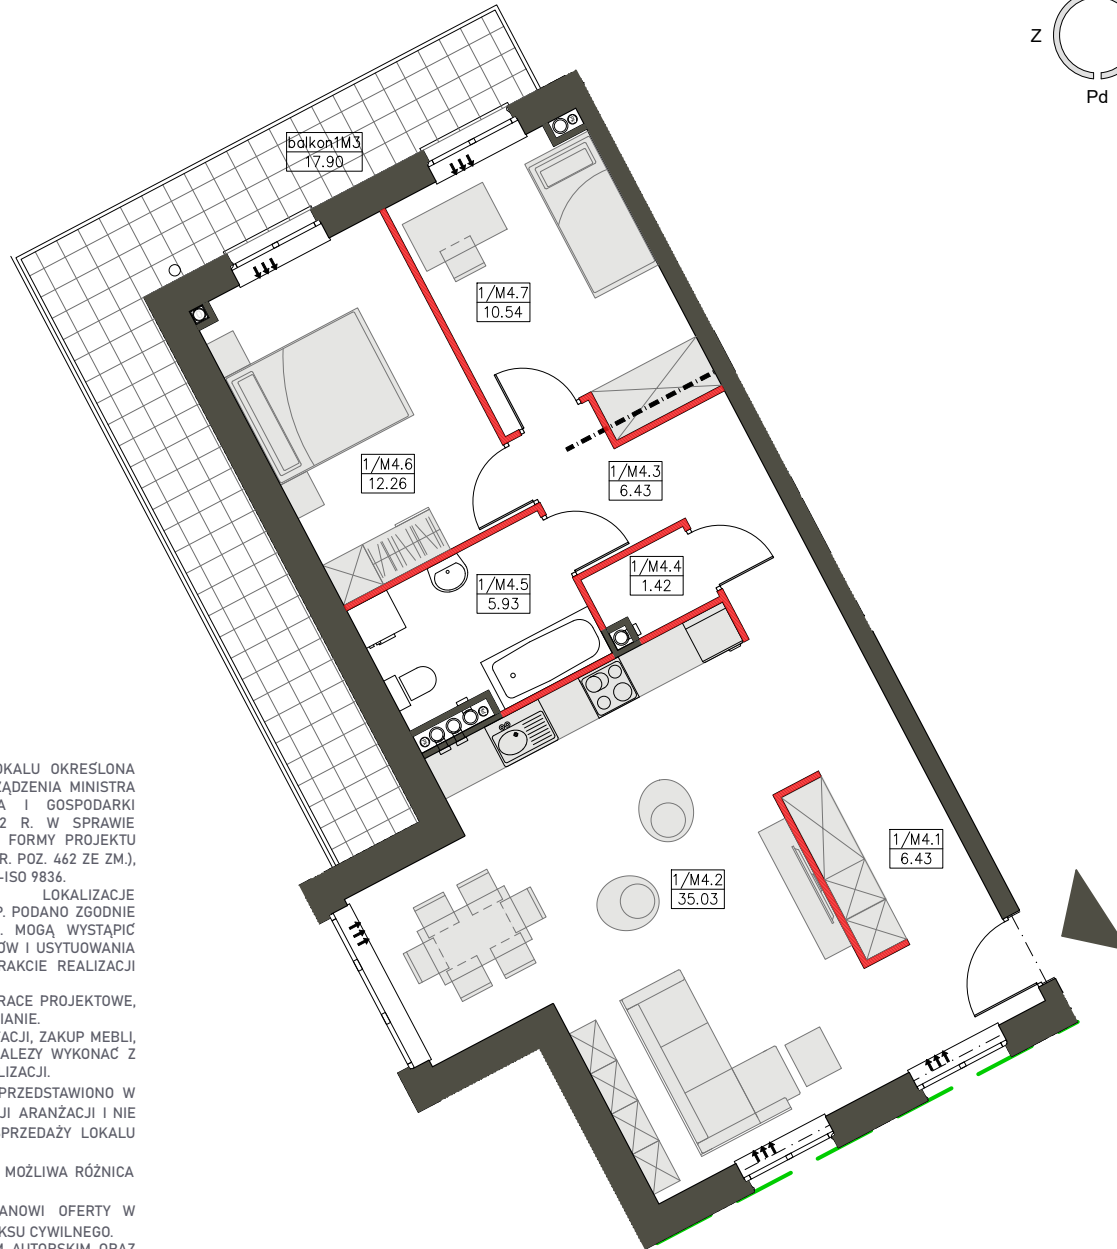 Z
Pd
balkon1M3
17.90
1/M4.7
10.54
1/M4.6
12.26
1/M4.3
6.43
1/M4.4
1.42
1/M4.5
5.93
1/M4.1
6.43
1/M4.2
35.03
OKALU OKREŚLONA
ZĄDZENIA MINISTRA
A I GOSPODARKI
2 R. W SPRAWIE
FORMY PROJEKTU
R. POZ. 462 ZE ZM.),
-ISO 9836.
LOKALIZACJE
P. PODANO ZGODNIE
. MOGĄ WYSTĄPIĆ
ÓW I USYTUOWANIA
RAKCIE REALIZACJI
RACE PROJEKTOWE,
IANIE.
ACJI, ZAKUP MEBLI,
ALEZY WYKONAĆ Z
LIZACJI.
PRZEDSTAWIONO W
JI ARANŻACJI I NIE
SPRZEDAŻY LOKALU
MOŻLIWA RÓŻNICA
ANOWI OFERTY W
KSU CYWILNEGO.
M AUTORSKIM ORAZ